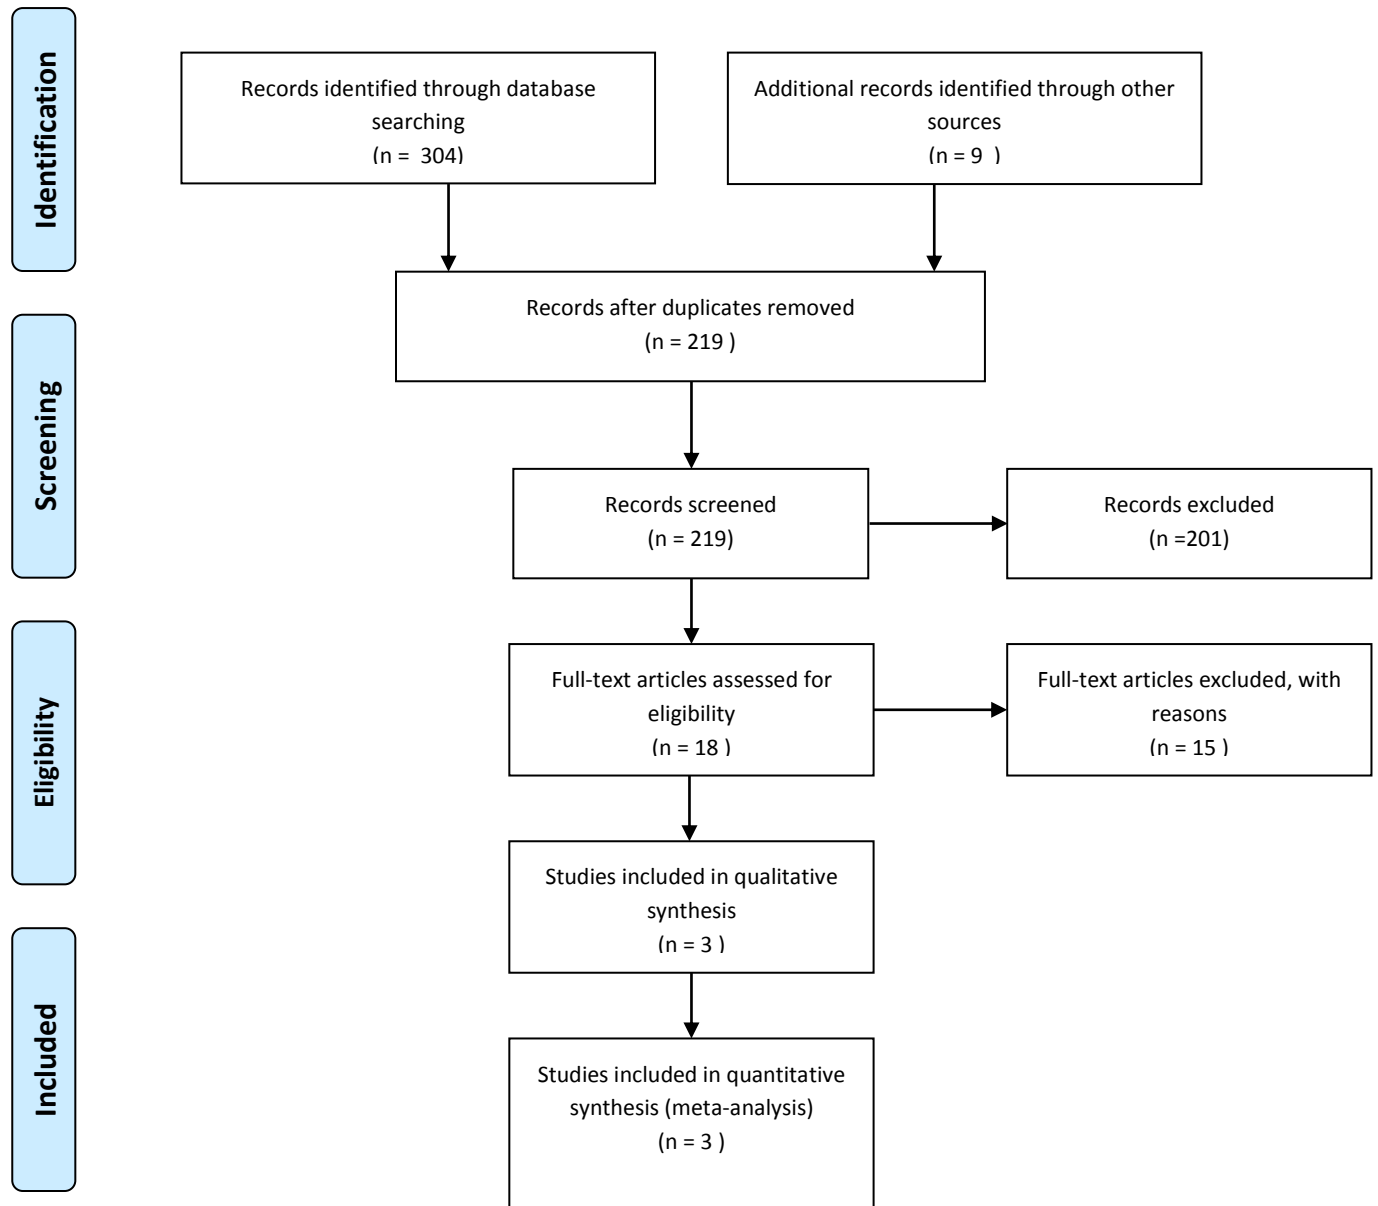 Identification
Records identified through database
searching
(n =  304)
Additional records identified through other
sources
(n = 9  )
Records after duplicates removed
(n = 219 )
Screening
Records screened
(n = 219)
Records excluded
(n =201)
Eligibility
Full-text articles assessed for
eligibility
(n = 18 )
Full-text articles excluded, with
reasons
(n = 15 )
Studies included in qualitative
synthesis
(n = 3 )
Included
Studies included in quantitative
synthesis (meta-analysis)
(n = 3 )